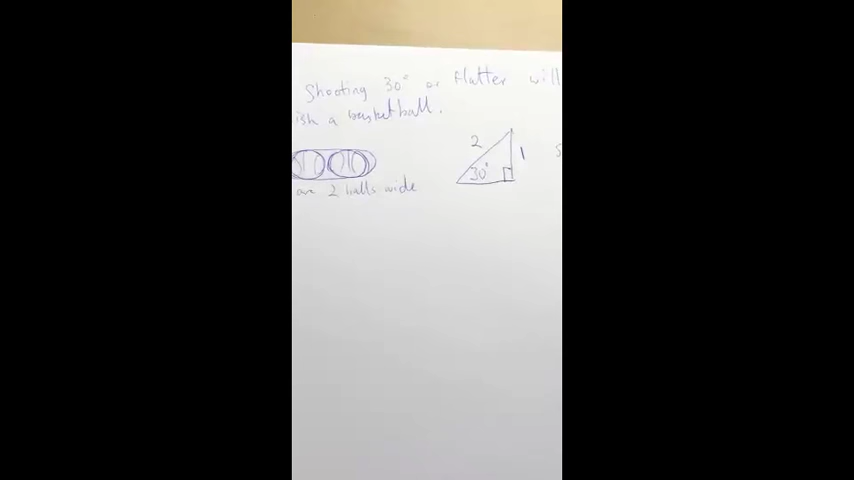 Shooting 30° or flatter will
ish a basketball.
2
1
30°
S
are 2 balls wide